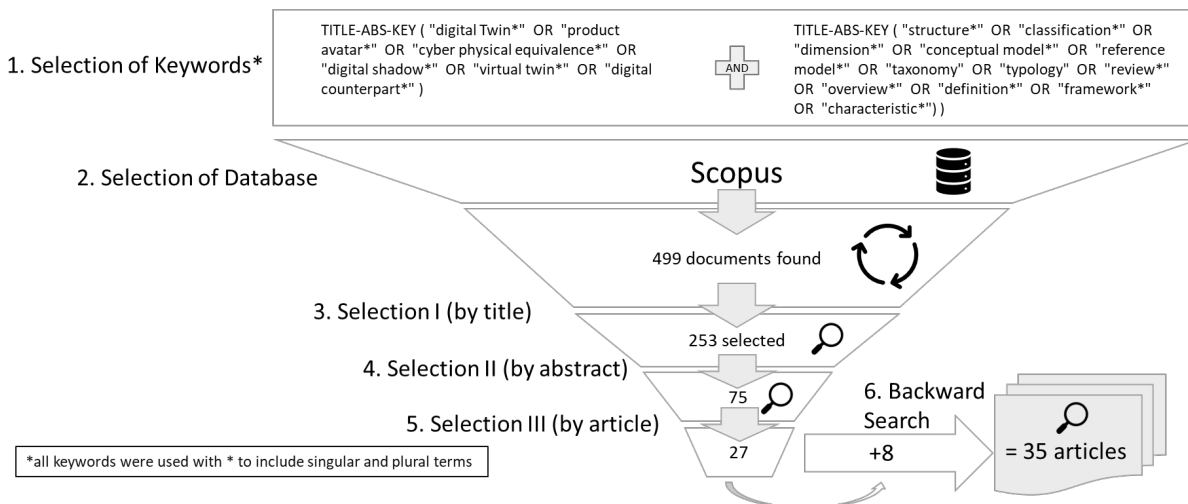 1. Selection of Keywords*
TITLE-ABS-KEY ( "digital Twin*" OR "product
avatar*" OR "cyber physical equivalence*" OR
"digital shadow*" OR "virtual twin*" OR "digital
counterpart*" )
AND
TITLE-ABS-KEY ( "structure*" OR "classification*" OR
"dimension*" OR "conceptual model*" OR "reference
model*" OR "taxonomy" OR "typology" OR "review*"
OR "overview*" OR "definition*" OR "framework*"
OR "characteristic*") )
2. Selection of Database
Scopus
499 documents found
3. Selection I (by title)
253 selected
4. Selection II (by abstract)
75
5. Selection III (by article)
27
6. Backward
Search
+8
= 35 articles
*all keywords were used with * to include singular and plural terms